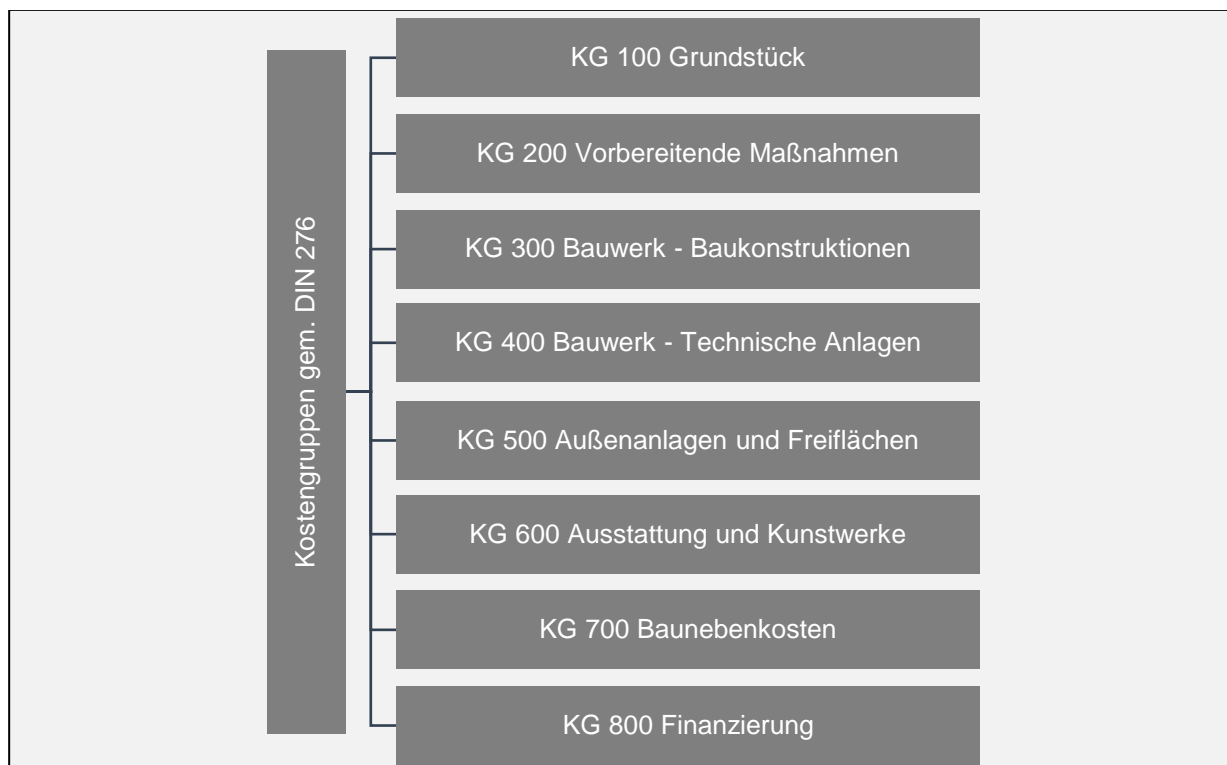 Kostengruppen gem. DIN 276
KG 100 Grundstück
KG 200 Vorbereitende Maßnahmen
KG 300 Bauwerk - Baukonstruktionen
KG 400 Bauwerk - Technische Anlagen
KG 500 Außenanlagen und Freiflächen
KG 600 Ausstattung und Kunstwerke
KG 700 Baunebenkosten
KG 800 Finanzierung